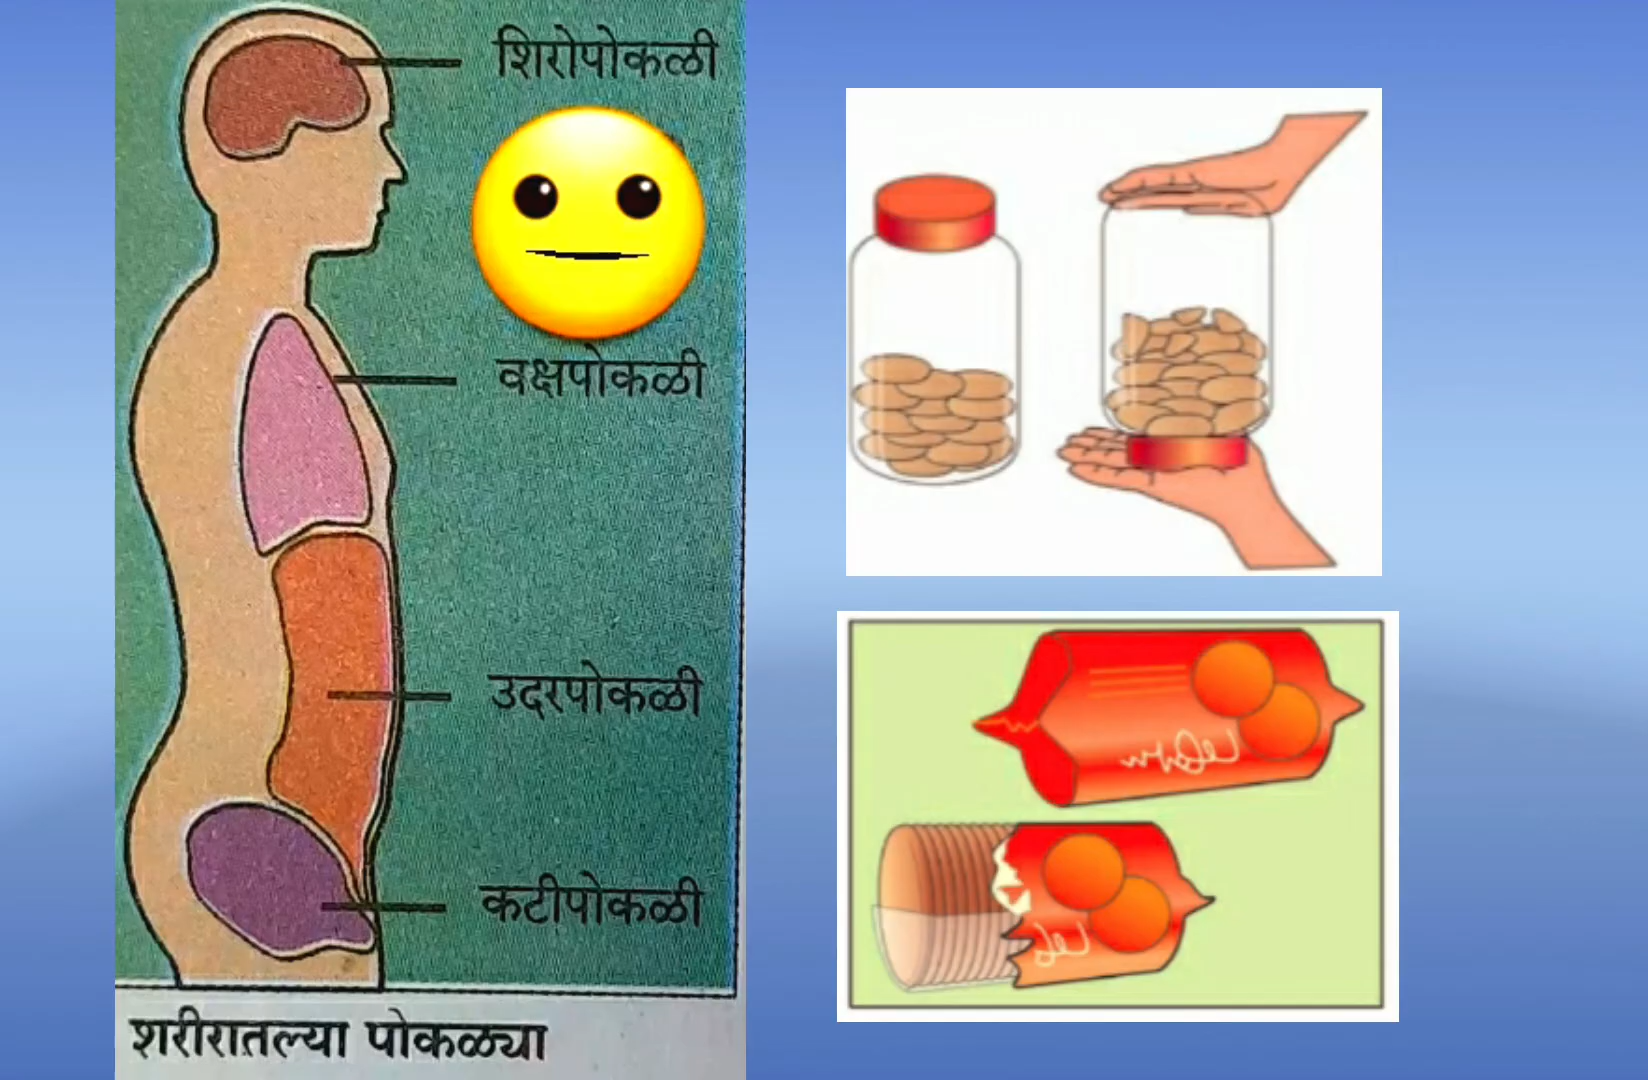 शिरोपोकळी
वक्षपोकळी
उदरपोकळी
कटीपोकळी
शरीरातल्या पोकळ्या